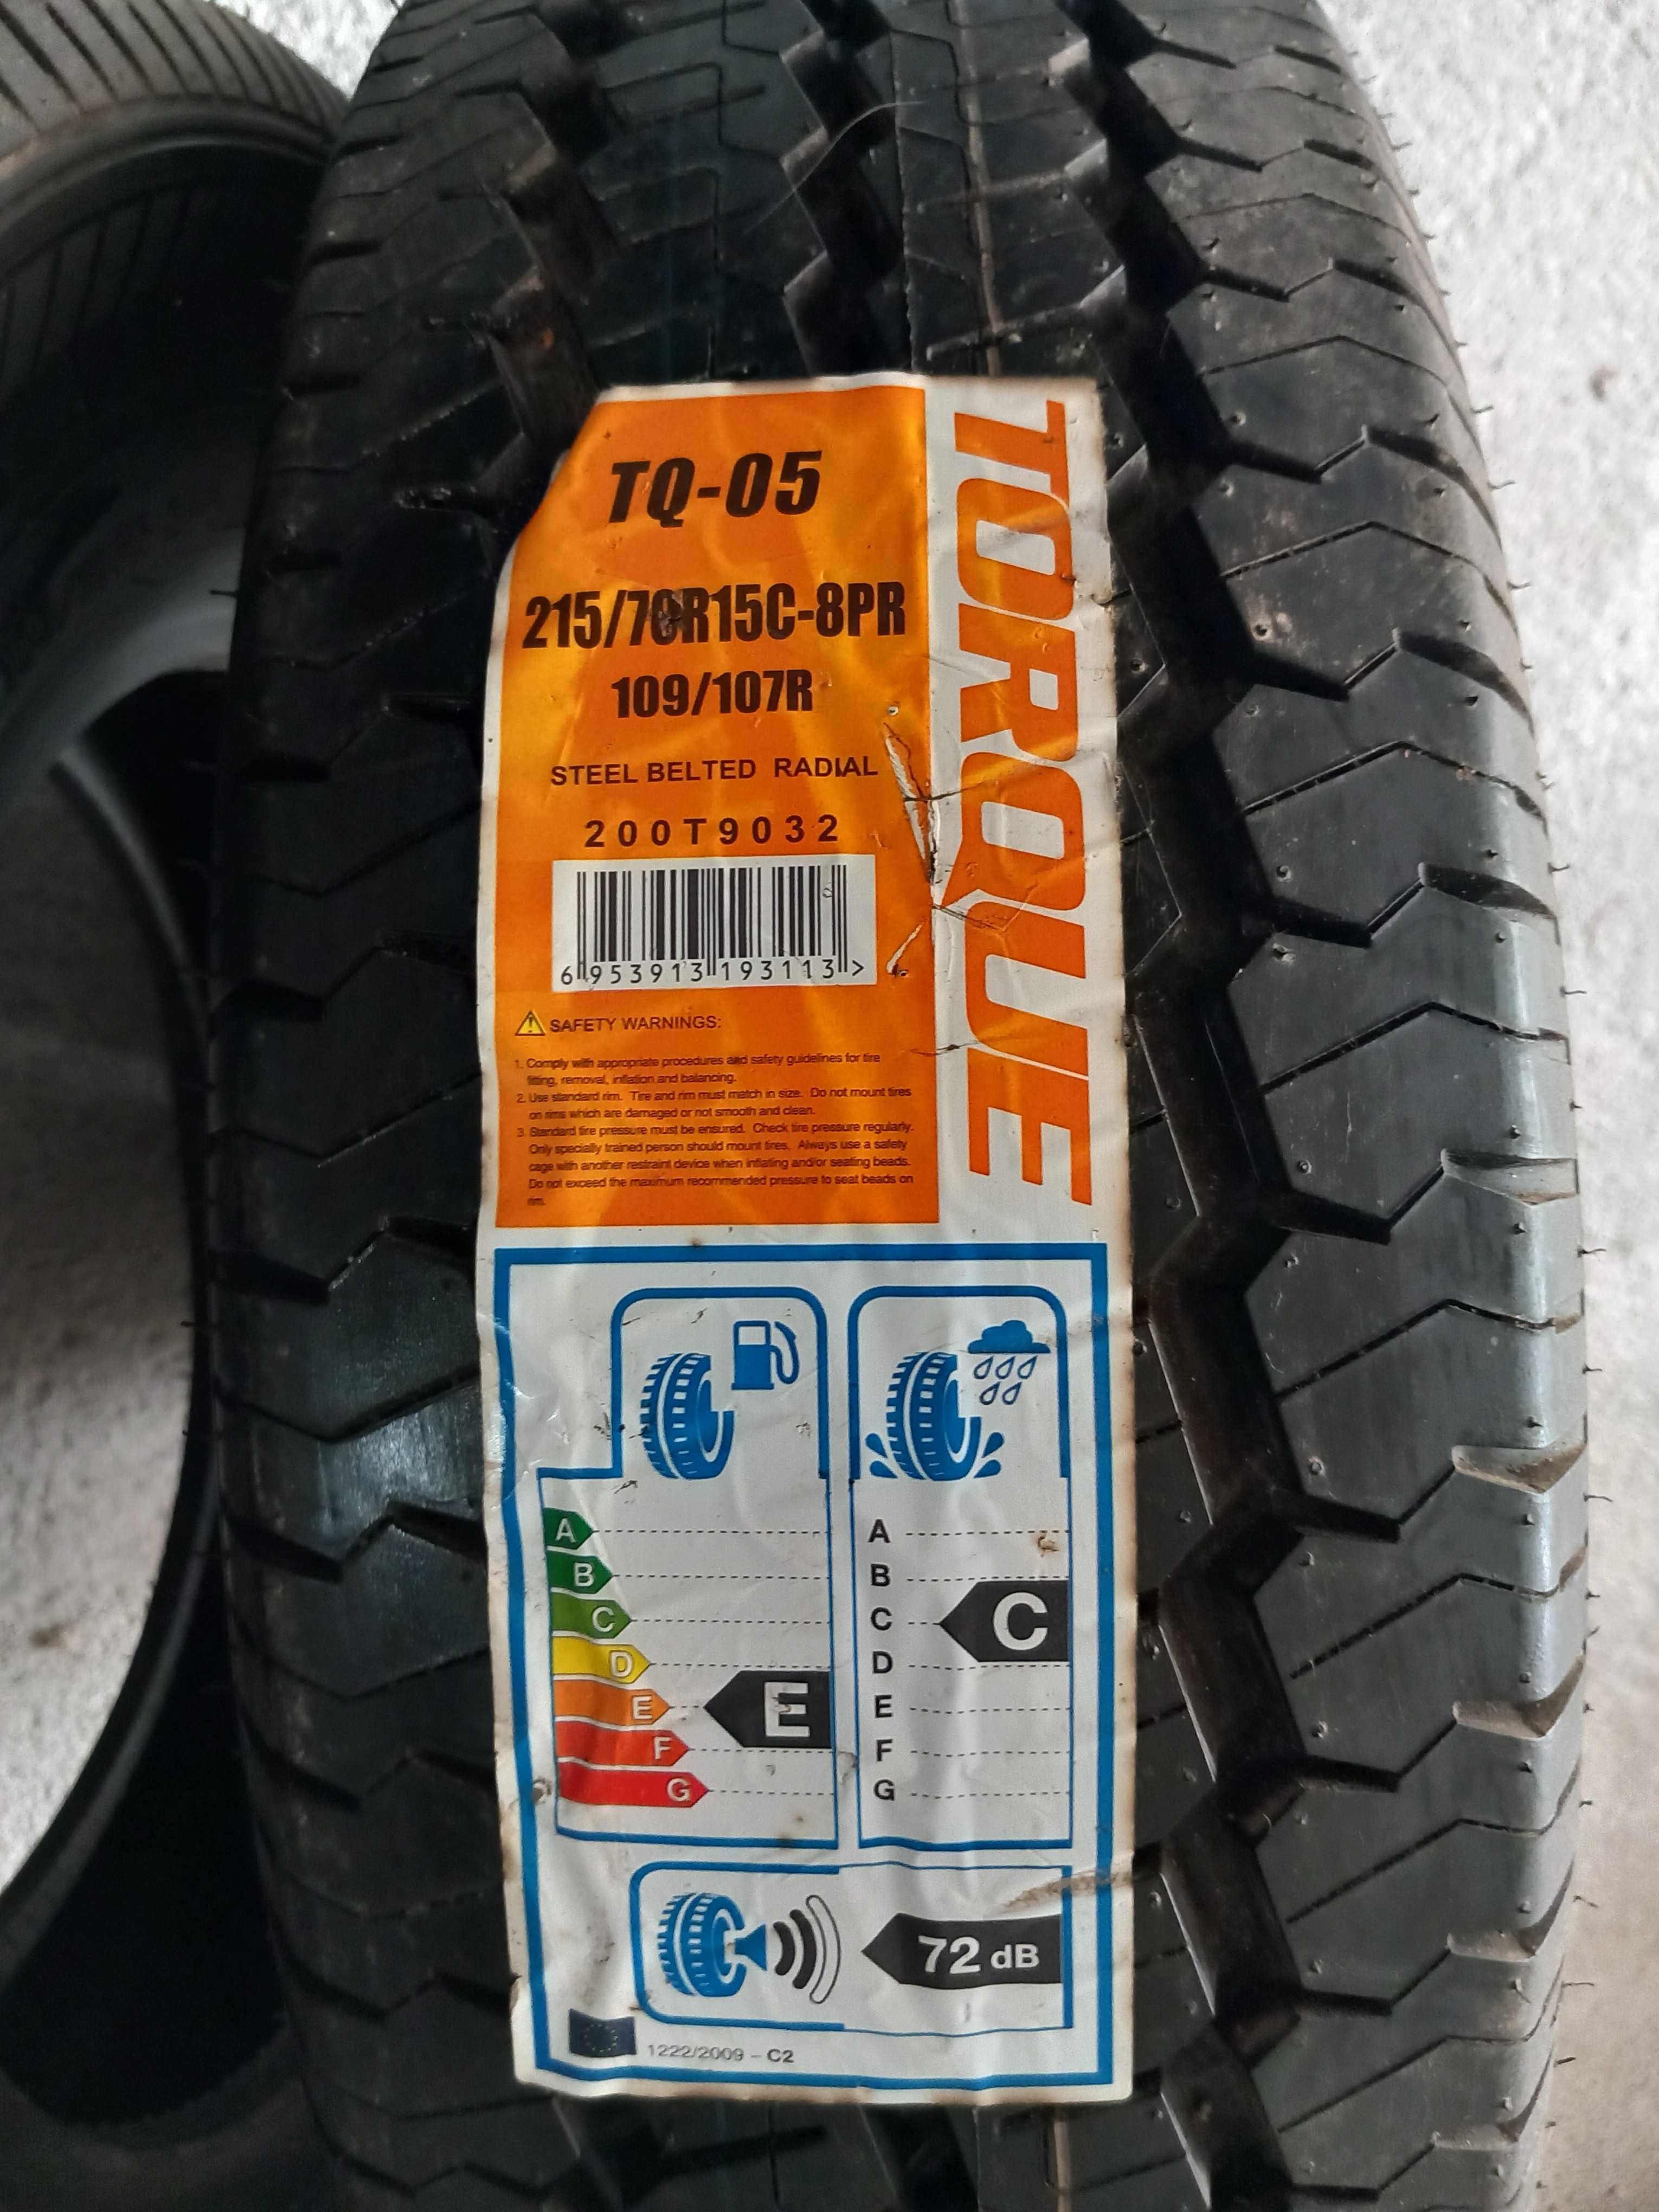 TORQUE
TQ-05
215/70R15C-8PR
109/107R
STEEL BELTED RADIAL
200T9032
6 953913 193113 >
SAFETY WARNINGS:
1. Comply with appropriate procedures and safety guidelines for tire
fitting, removal, inflation and balancing.
2. Use standard rim. Tire and rim must match in size. Do not mount tires
on rims which are damaged or not smooth and clean.
3. Standard tire pressure must be ensured. Check tire pressure regularly.
Only specially trained person should mount tires. Always use a safety
cage with another restraint device when inflating and/or seating beads.
Do not exceed the maximum recommended pressure to seat beads on
rim.
A
B
C
D
E
F
G
E
A
B
C
D
E
F
G
C
72 dB
1222/2009 - C2